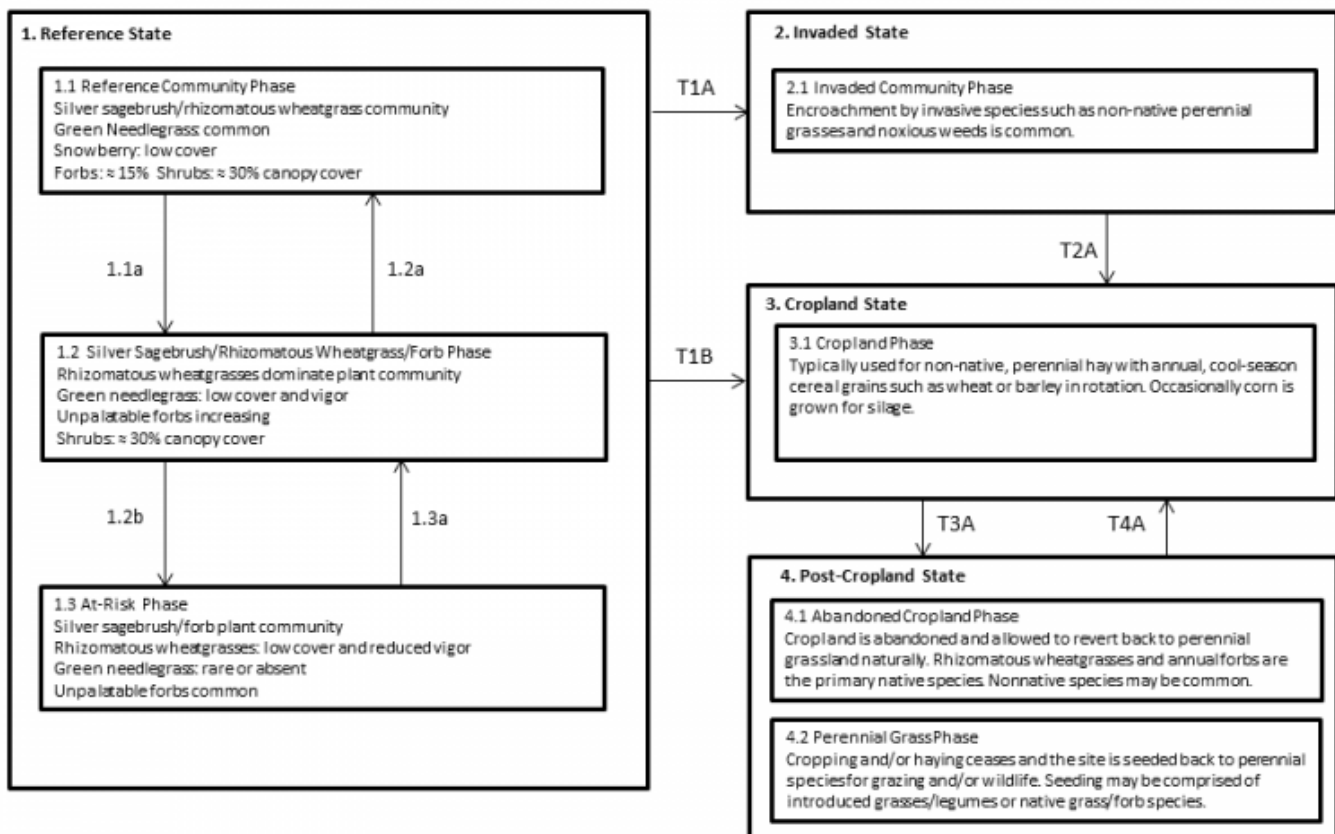 1. Reference State
1.1 Reference Community Phase
Silver sagebrush/rhizomatous wheatgrass community
Green Needlegrass: common
Snowberry: low cover
Forbs: ≈ 15% Shrubs: ≈ 30% canopy cover
1.1a
1.2a
1.2 Silver Sagebrush/Rhizomatous Wheatgrass/Forb Phase
Rhizomatous wheatgrasses dominate plant community
Green needlegrass: low cover and vigor
Unpalatable forbs increasing
Shrubs: ≈ 30% canopy cover
1.2b
1.3a
1.3 At-Risk Phase
Silver sagebrush/forb plant community
Rhizomatous wheatgrasses: low cover and reduced vigor
Green needlegrass: rare or absent
Unpalatable forbs common
T1A
T1B
2. Invaded State
2.1 Invaded Community Phase
Encroachment by invasive species such as non-native perennial
grasses and noxious weeds is common.
T2A
3. Cropland State
3.1 Cropland Phase
Typically used for non-native, perennial hay with annual, cool-season
cereal grains such as wheat or barley in rotation. Occasionally corn is
grown for silage.
T3A
T4A
4. Post-Cropland State
4.1 Abandoned Cropland Phase
Cropland is abandoned and allowed to revert back to perennial
grassland naturally. Rhizomatous wheatgrasses and annual forbs are
the primary native species. Nonnative species may be common.
4.2 Perennial Grass Phase
Cropping and/or haying ceases and the site is seeded back to perennial
species for grazing and/or wildlife. Seeding may be comprised of
introduced grasses/legumes or native grass/forb species.